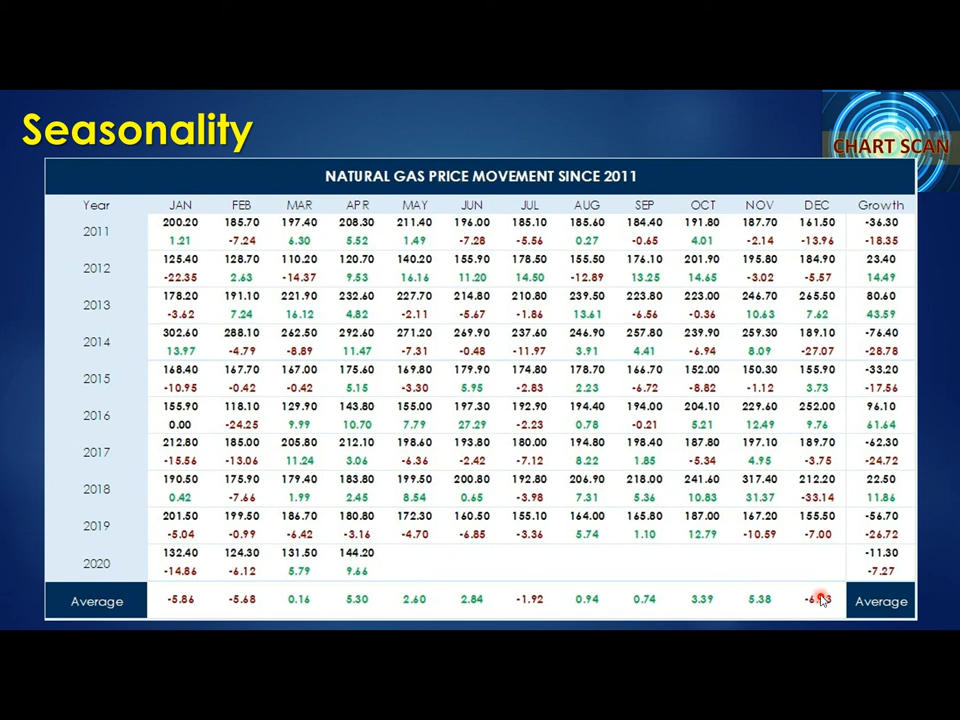 Seasonality
CHART SCAN
NATURAL GAS PRICE MOVEMENT SINCE 2011
Year JAN FEB MAR APR MAY JUN JUL AUG SEP OCT NOV DEC Growth
200.20 185.70 197.40 208.30 211.40 196.00 185.10 185.60 184.40 191.80 187.70 161.50 -36.30
2011
1.21 -7.24 6.30 5.52 1.49 -7.28 -5.56 0.27 -0.65 4.01 -2.14 -13.96 -18.35
125.40 128.70 110.20 120.70 140.20 155.90 178.50 155.50 176.10 201.90 195.80 184.90 23.40
2012
-22.35 2.63 -14.37 9.53 16.16 11.20 14.50 -12.89 13.25 14.65 -3.02 -5.57 14.49
178.20 191.10 221.90 232.60 227.70 214.80 210.80 239.50 223.80 223.00 246.70 265.50 80.60
2013
-3.62 7.24 16.12 4.82 -2.11 -5.67 -1.86 13.61 -6.56 -0.36 10.63 7.62 43.59
302.60 288.10 262.50 292.60 271.20 269.90 237.60 246.90 257.80 239.90 259.30 189.10 -76.40
2014
13.97 -4.79 -8.89 11.47 -7.31 -0.48 -11.97 3.91 4.41 -6.94 8.09 -27.07 -28.78
168.40 167.70 167.00 175.60 169.80 179.90 174.80 178.70 166.70 152.00 150.30 155.90 -33.20
2015
-10.95 -0.42 -0.42 5.15 -3.30 5.95 -2.83 2.23 -6.72 -8.82 -1.12 3.73 -17.56
155.90 118.10 129.90 143.80 155.00 197.30 192.90 194.40 194.00 204.10 229.60 252.00 96.10
2016
0.00 -24.25 9.99 10.70 7.79 27.29 -2.23 0.78 -0.21 5.21 12.49 9.76 61.64
212.80 185.00 205.80 212.10 198.60 193.80 180.00 194.80 198.40 187.80 197.10 189.70 -62.30
2017
-15.56 -13.06 11.24 3.06 -6.36 -2.42 -7.12 8.22 1.85 -5.34 4.95 -3.75 -24.72
190.50 175.90 179.40 183.80 199.50 200.80 192.80 206.90 218.00 241.60 317.40 212.20 22.50
2018
0.42 -7.66 1.99 2.45 8.54 0.65 -3.98 7.31 5.36 10.83 31.37 -33.14 11.86
201.50 199.50 186.70 180.80 172.30 160.50 155.10 164.00 165.80 187.00 167.20 155.50 -56.70
2019
-5.04 -0.99 -6.42 -3.16 -4.70 -6.85 -3.36 5.74 1.10 12.79 -10.59 -7.00 -26.72
132.40 124.30 131.50 144.20 -11.30
2020
-14.86 -6.12 5.79 9.66 -7.27
Average -5.86 -5.68 0.16 5.30 2.60 2.84 -1.92 0.94 0.74 3.39 5.38 Average